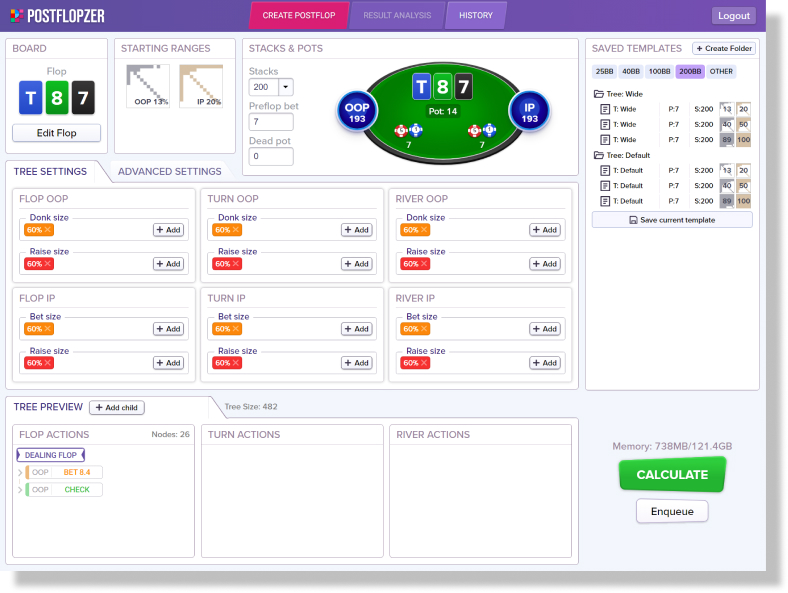 POSTFLOPZER
CREATE POSTFLOP
RESULT ANALYSIS
HISTORY
Logout
BOARD
Flop
T 8 7
Edit Flop
STARTING RANGES
OOP 13%
IP 20%
STACKS & POTS
Stacks
200
Preflop bet
7
Dead pot
0
T 8 7
Pot: 14
OOP
193
IP
193
7
7
SAVED TEMPLATES
+ Create Folder
25BB 40BB 100BB 200BB OTHER
Tree: Wide
T: Wide P:7 S:200 13 20
T: Wide P:7 S:200 40 50
T: Wide P:7 S:200 89 100
Tree: Default
T: Default P:7 S:200 13 20
T: Default P:7 S:200 40 50
T: Default P:7 S:200 89 100
Save current template
TREE SETTINGS
ADVANCED SETTINGS
FLOP OOP
Donk size
60% × + Add
Raise size
60% × + Add
TURN OOP
Donk size
60% × + Add
Raise size
60% × + Add
RIVER OOP
Donk size
60% × + Add
Raise size
60% × + Add
FLOP IP
Bet size
60% × + Add
Raise size
60% × + Add
TURN IP
Bet size
60% × + Add
Raise size
60% × + Add
RIVER IP
Bet size
60% × + Add
Raise size
60% × + Add
TREE PREVIEW
+ Add child
Tree Size: 482
FLOP ACTIONS
Nodes: 26
DEALING FLOP
OOP BET 8.4
OOP CHECK
TURN ACTIONS
RIVER ACTIONS
Memory: 738MB/121.4GB
CALCULATE
Enqueue